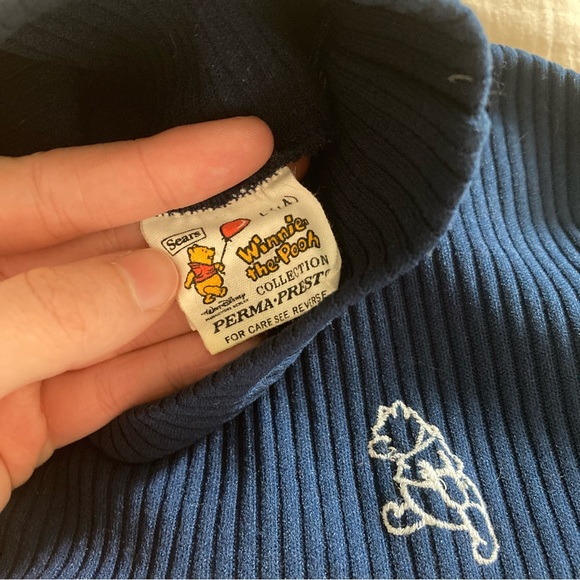 Sears
Winnie
the Pooh
COLLECTION
Walt Disney
PERMA-PREST
FOR CARE SEE REVERSE